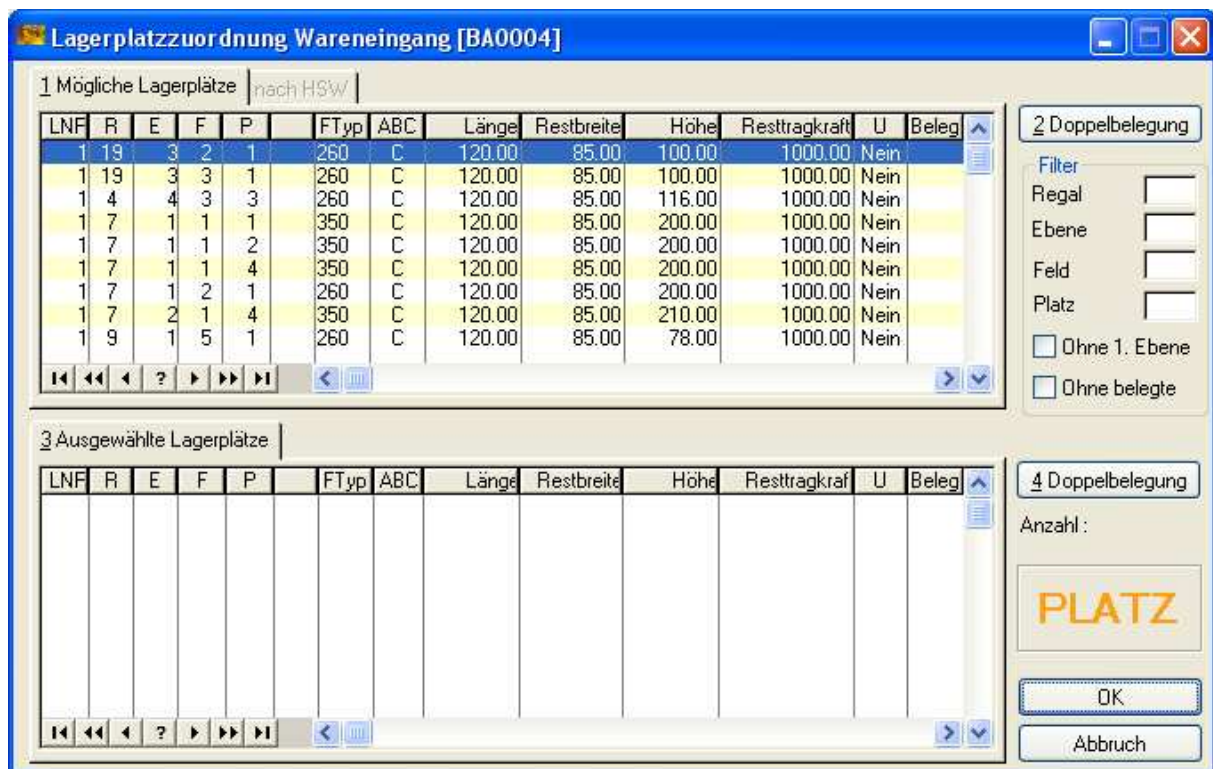 Lagerplatzzuordnung Wareneingang [BA0004]
1 Mögliche Lagerplätze nach HSW
LNF R E F P FTyp ABC Länge Restbreite Höhe Resttragkraft U Beleg
1 19 3 2 1 260 C 120.00 85.00 100.00 1000.00 Nein
1 19 3 3 1 260 C 120.00 85.00 100.00 1000.00 Nein
1 4 4 3 3 260 C 120.00 85.00 116.00 1000.00 Nein
1 7 1 1 1 350 C 120.00 85.00 200.00 1000.00 Nein
1 7 1 1 2 350 C 120.00 85.00 200.00 1000.00 Nein
1 7 1 1 4 350 C 120.00 85.00 200.00 1000.00 Nein
1 7 1 2 1 260 C 120.00 85.00 200.00 1000.00 Nein
1 7 2 1 4 350 C 120.00 85.00 210.00 1000.00 Nein
1 9 1 5 1 260 C 120.00 85.00 78.00 1000.00 Nein
?
2 Doppelbelegung
Filter
Regal
Ebene
Feld
Platz
Ohne 1. Ebene
Ohne belegte
3 Ausgewählte Lagerplätze
LNF R E F P FTyp ABC Länge Restbreite Höhe Resttragkraf U Beleg
?
4 Doppelbelegung
Anzahl :
PLATZ
OK
Abbruch